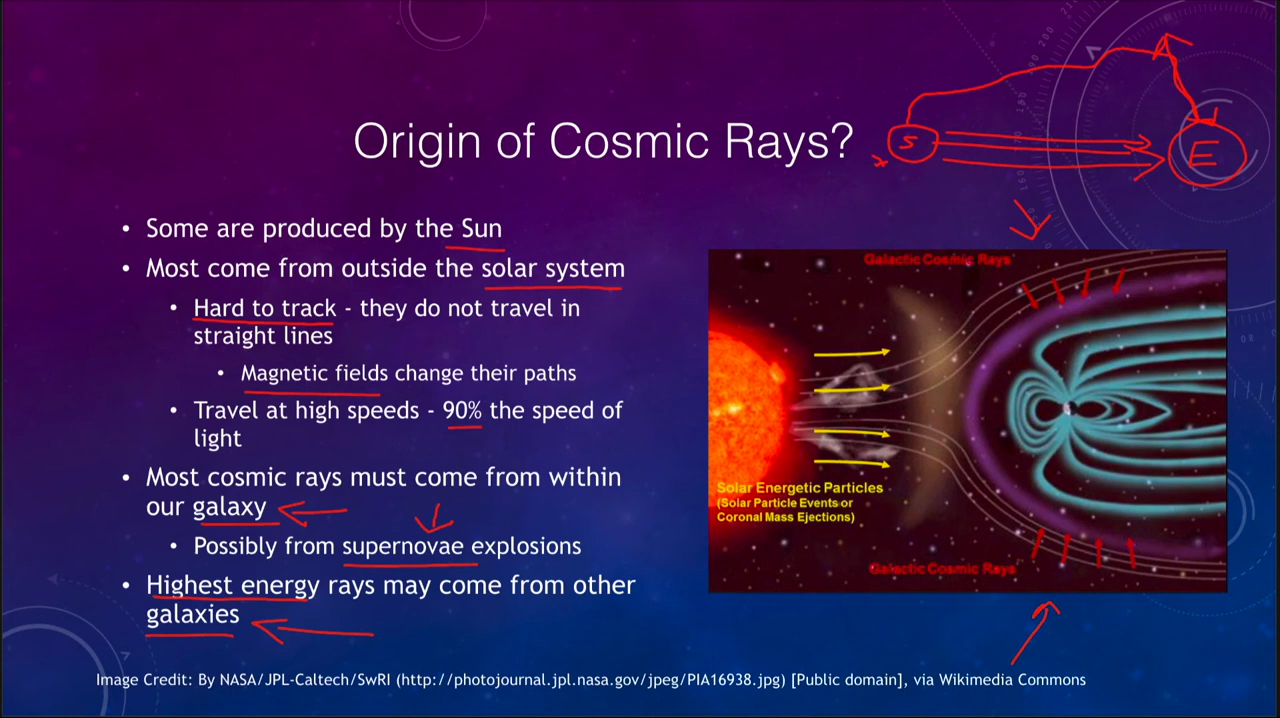 Origin of Cosmic Rays?
S
E
• Some are produced by the Sun
• Most come from outside the solar system
• Hard to track - they do not travel in
straight lines
• Magnetic fields change their paths
• Travel at high speeds - 90% the speed of
light
• Most cosmic rays must come from within
our galaxy
• Possibly from supernovae explosions
• Highest energy rays may come from other
galaxies
Galactic Cosmic Rays
Solar Energetic Particles
(Solar Particle Events or
Coronal Mass Ejections)
Galactic Cosmic Rays
Image Credit: By NASA/JPL-Caltech/SwRI (http://photojournal.jpl.nasa.gov/jpeg/PIA16938.jpg) [Public domain], via Wikimedia Commons